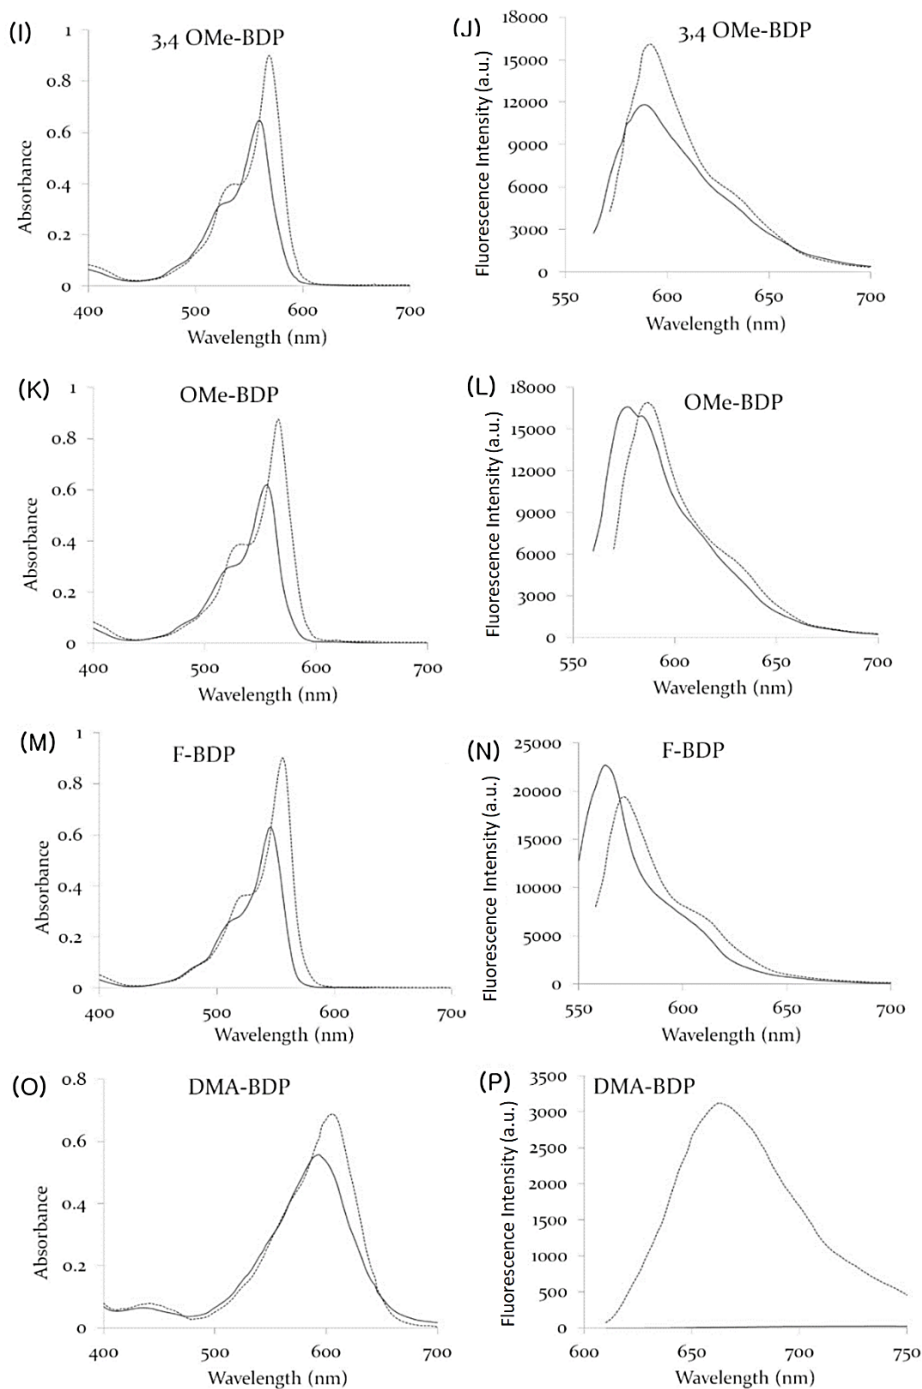 (I)
3,4 OMe-BDP
1
0.8
0.6
0.4
0.2
0
Absorbance
400
500
600
700
Wavelength (nm)
(J)
3,4 OMe-BDP
18000
15000
12000
9000
6000
3000
0
Fluorescence Intensity (a.u.)
550
600
650
700
Wavelength (nm)
(K)
OMe-BDP
1
0.8
0.6
0.4
0.2
0
Absorbance
400
500
600
700
Wavelength (nm)
(L)
OMe-BDP
18000
15000
12000
9000
6000
3000
0
Fluorescence Intensity (a.u.)
550
600
650
700
Wavelength (nm)
(M)
F-BDP
1
0.8
0.6
0.4
0.2
0
Absorbance
400
500
600
700
Wavelength (nm)
(N)
F-BDP
25000
20000
15000
10000
5000
0
Fluorescence Intensity (a.u.)
550
600
650
700
Wavelength (nm)
(O)
DMA-BDP
0.8
0.6
0.4
0.2
0
Absorbance
400
500
600
700
Wavelength (nm)
(P)
DMA-BDP
3500
3000
2500
2000
1500
1000
500
0
Fluorescence Intensity (a.u.)
600
650
700
750
Wavelength (nm)